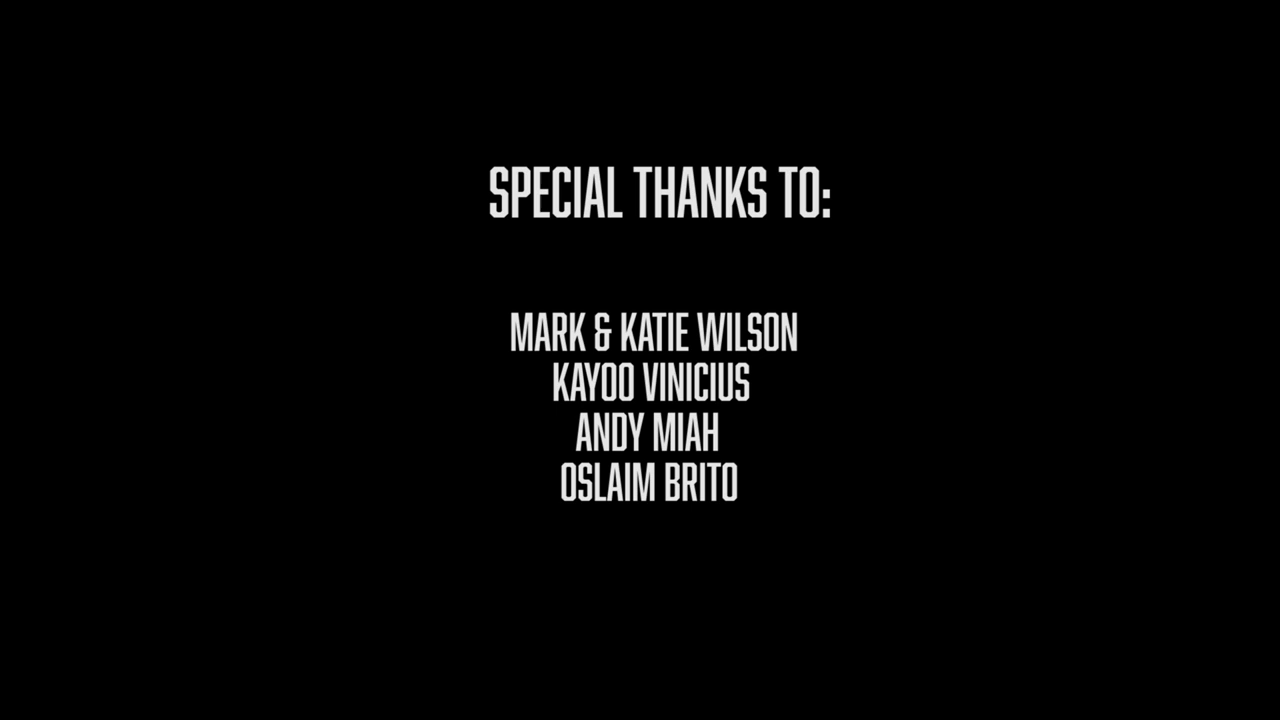 SPECIAL THANKS TO:
MARK & KATIE WILSON
KAYOO VINICIUS
ANDY MIAH
OSLAIM BRITO